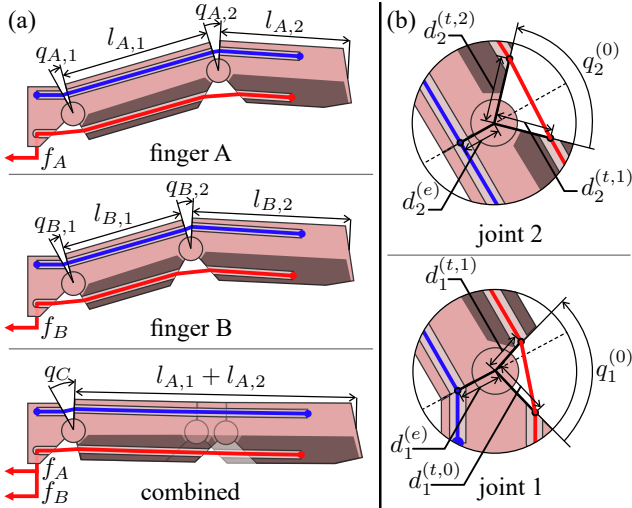 (a)
q_{A,1}
l_{A,1}
q_{A,2}
l_{A,2}
f_A
finger A
q_{B,1}
l_{B,1}
q_{B,2}
l_{B,2}
f_B
finger B
q_C
l_{A,1} + l_{A,2}
f_A
f_B
combined
(b)
d_2^{(t,2)}
q_2^{(0)}
d_2^{(e)}
d_2^{(t,1)}
joint 2
d_1^{(t,1)}
q_1^{(0)}
d_1^{(e)}
d_1^{(t,0)}
joint 1